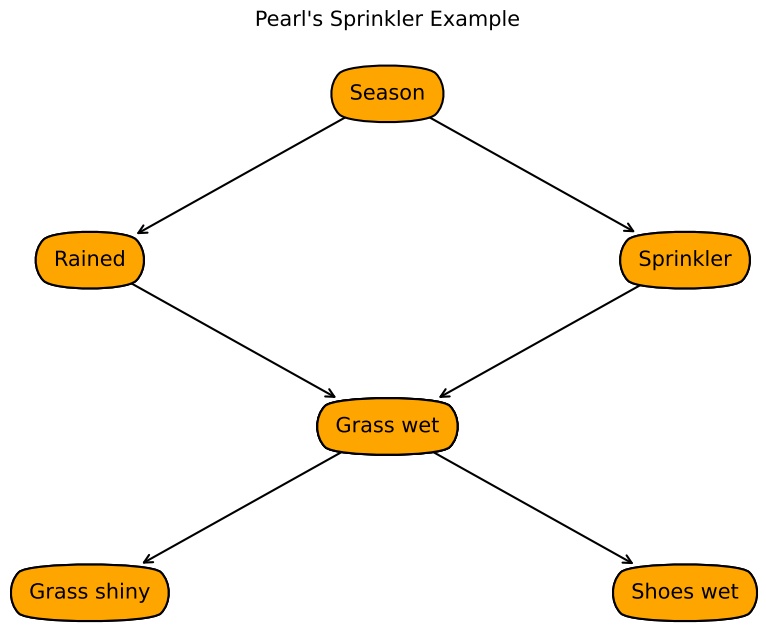 Pearl's Sprinkler Example
Season
Rained
Sprinkler
Grass wet
Grass shiny
Shoes wet